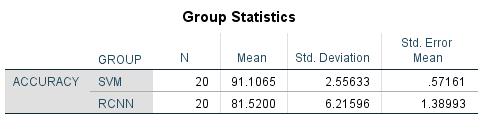 Group Statistics
GROUP N Mean Std. Deviation Std. Error Mean
ACCURACY SVM 20 91.1065 2.55633 .57161
RCNN 20 81.5200 6.21596 1.38993